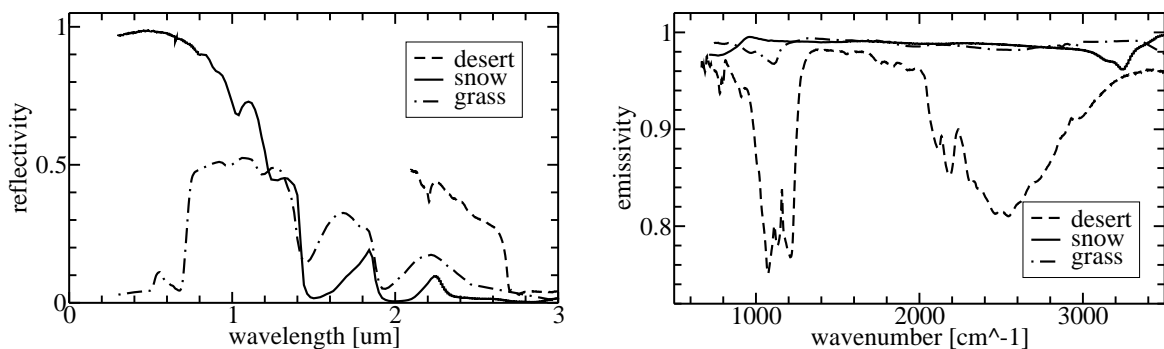 1
0.5
0
reflectivity
desert
snow
grass
0 1 2 3
wavelength [um]
1
0.9
0.8
emissivity
desert
snow
grass
1000 2000 3000
wavenumber [cm^-1]